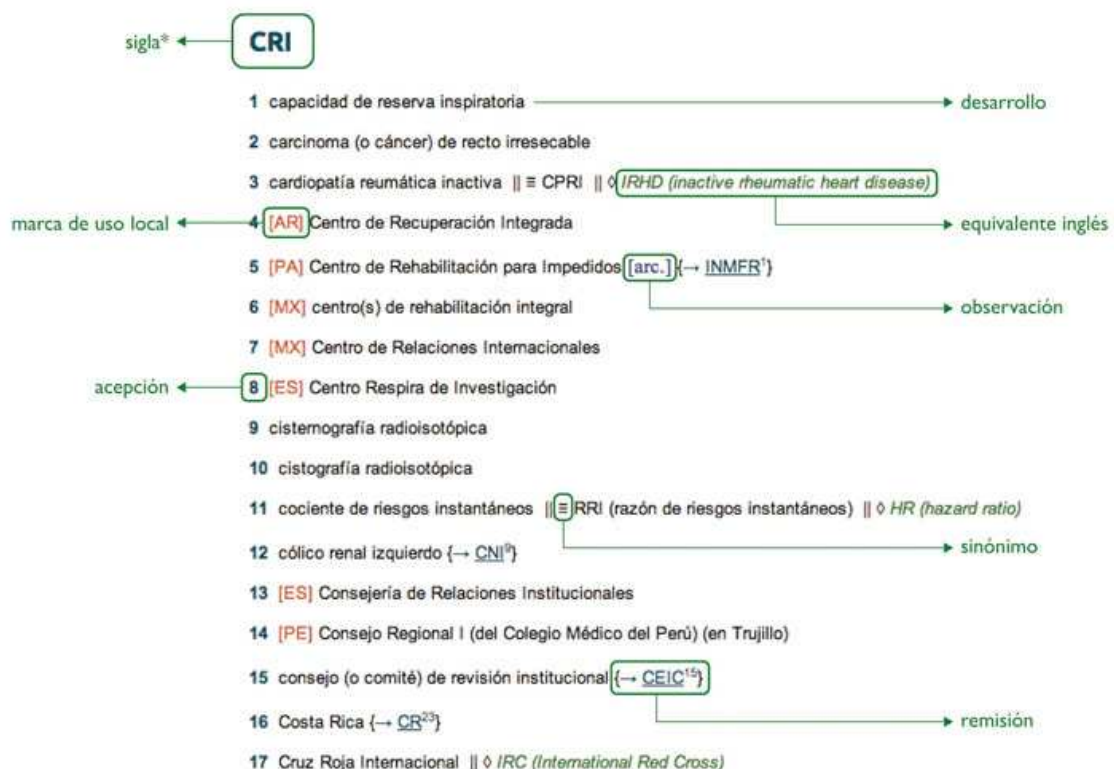 sigla* CRI
1 capacidad de reserva inspiratoria desarrollo
2 carcinoma (o cáncer) de recto irresecable
3 cardiopatía reumática inactiva || ≡ CPRI || ◊ IRHD (inactive rheumatic heart disease)
marca de uso local 4 [AR] Centro de Recuperación Integrada equivalente inglés
5 [PA] Centro de Rehabilitación para Impedidos [arc.] {→ INMFR¹}
6 [MX] centro(s) de rehabilitación integral observación
7 [MX] Centro de Relaciones Internacionales
acepción 8 [ES] Centro Respira de Investigación
9 cisternografía radioisotópica
10 cistografía radioisotópica
11 cociente de riesgos instantáneos || ≡ RRI (razón de riesgos instantáneos) || ◊ HR (hazard ratio)
12 cólico renal izquierdo {→ CNI⁹} sinónimo
13 [ES] Consejería de Relaciones Institucionales
14 [PE] Consejo Regional I (del Colegio Médico del Perú) (en Trujillo)
15 consejo (o comité) de revisión institucional {→ CEIC¹⁵}
16 Costa Rica {→ CR²³} remisión
17 Cruz Roja Internacional || ◊ IRC (International Red Cross)